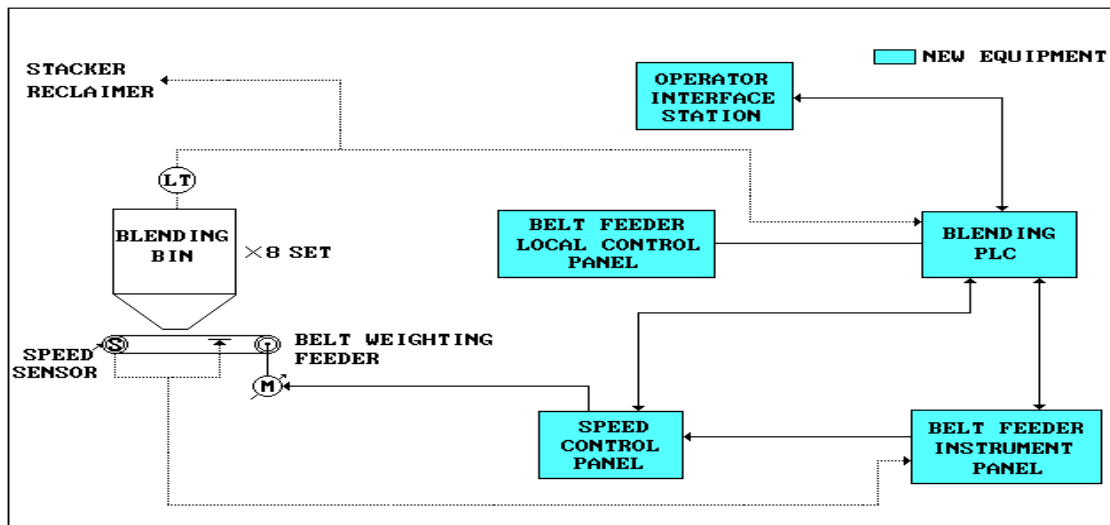 STACKER
RECLAIMER
OPERATOR
INTERFACE
STATION
NEW EQUIPMENT
LT
BLENDING
BIN
×8 SET
BELT FEEDER
LOCAL CONTROL
PANEL
BLENDING
PLC
S
SPEED
SENSOR
BELT WEIGHTING
FEEDER
M
SPEED
CONTROL
PANEL
BELT FEEDER
INSTRUMENT
PANEL